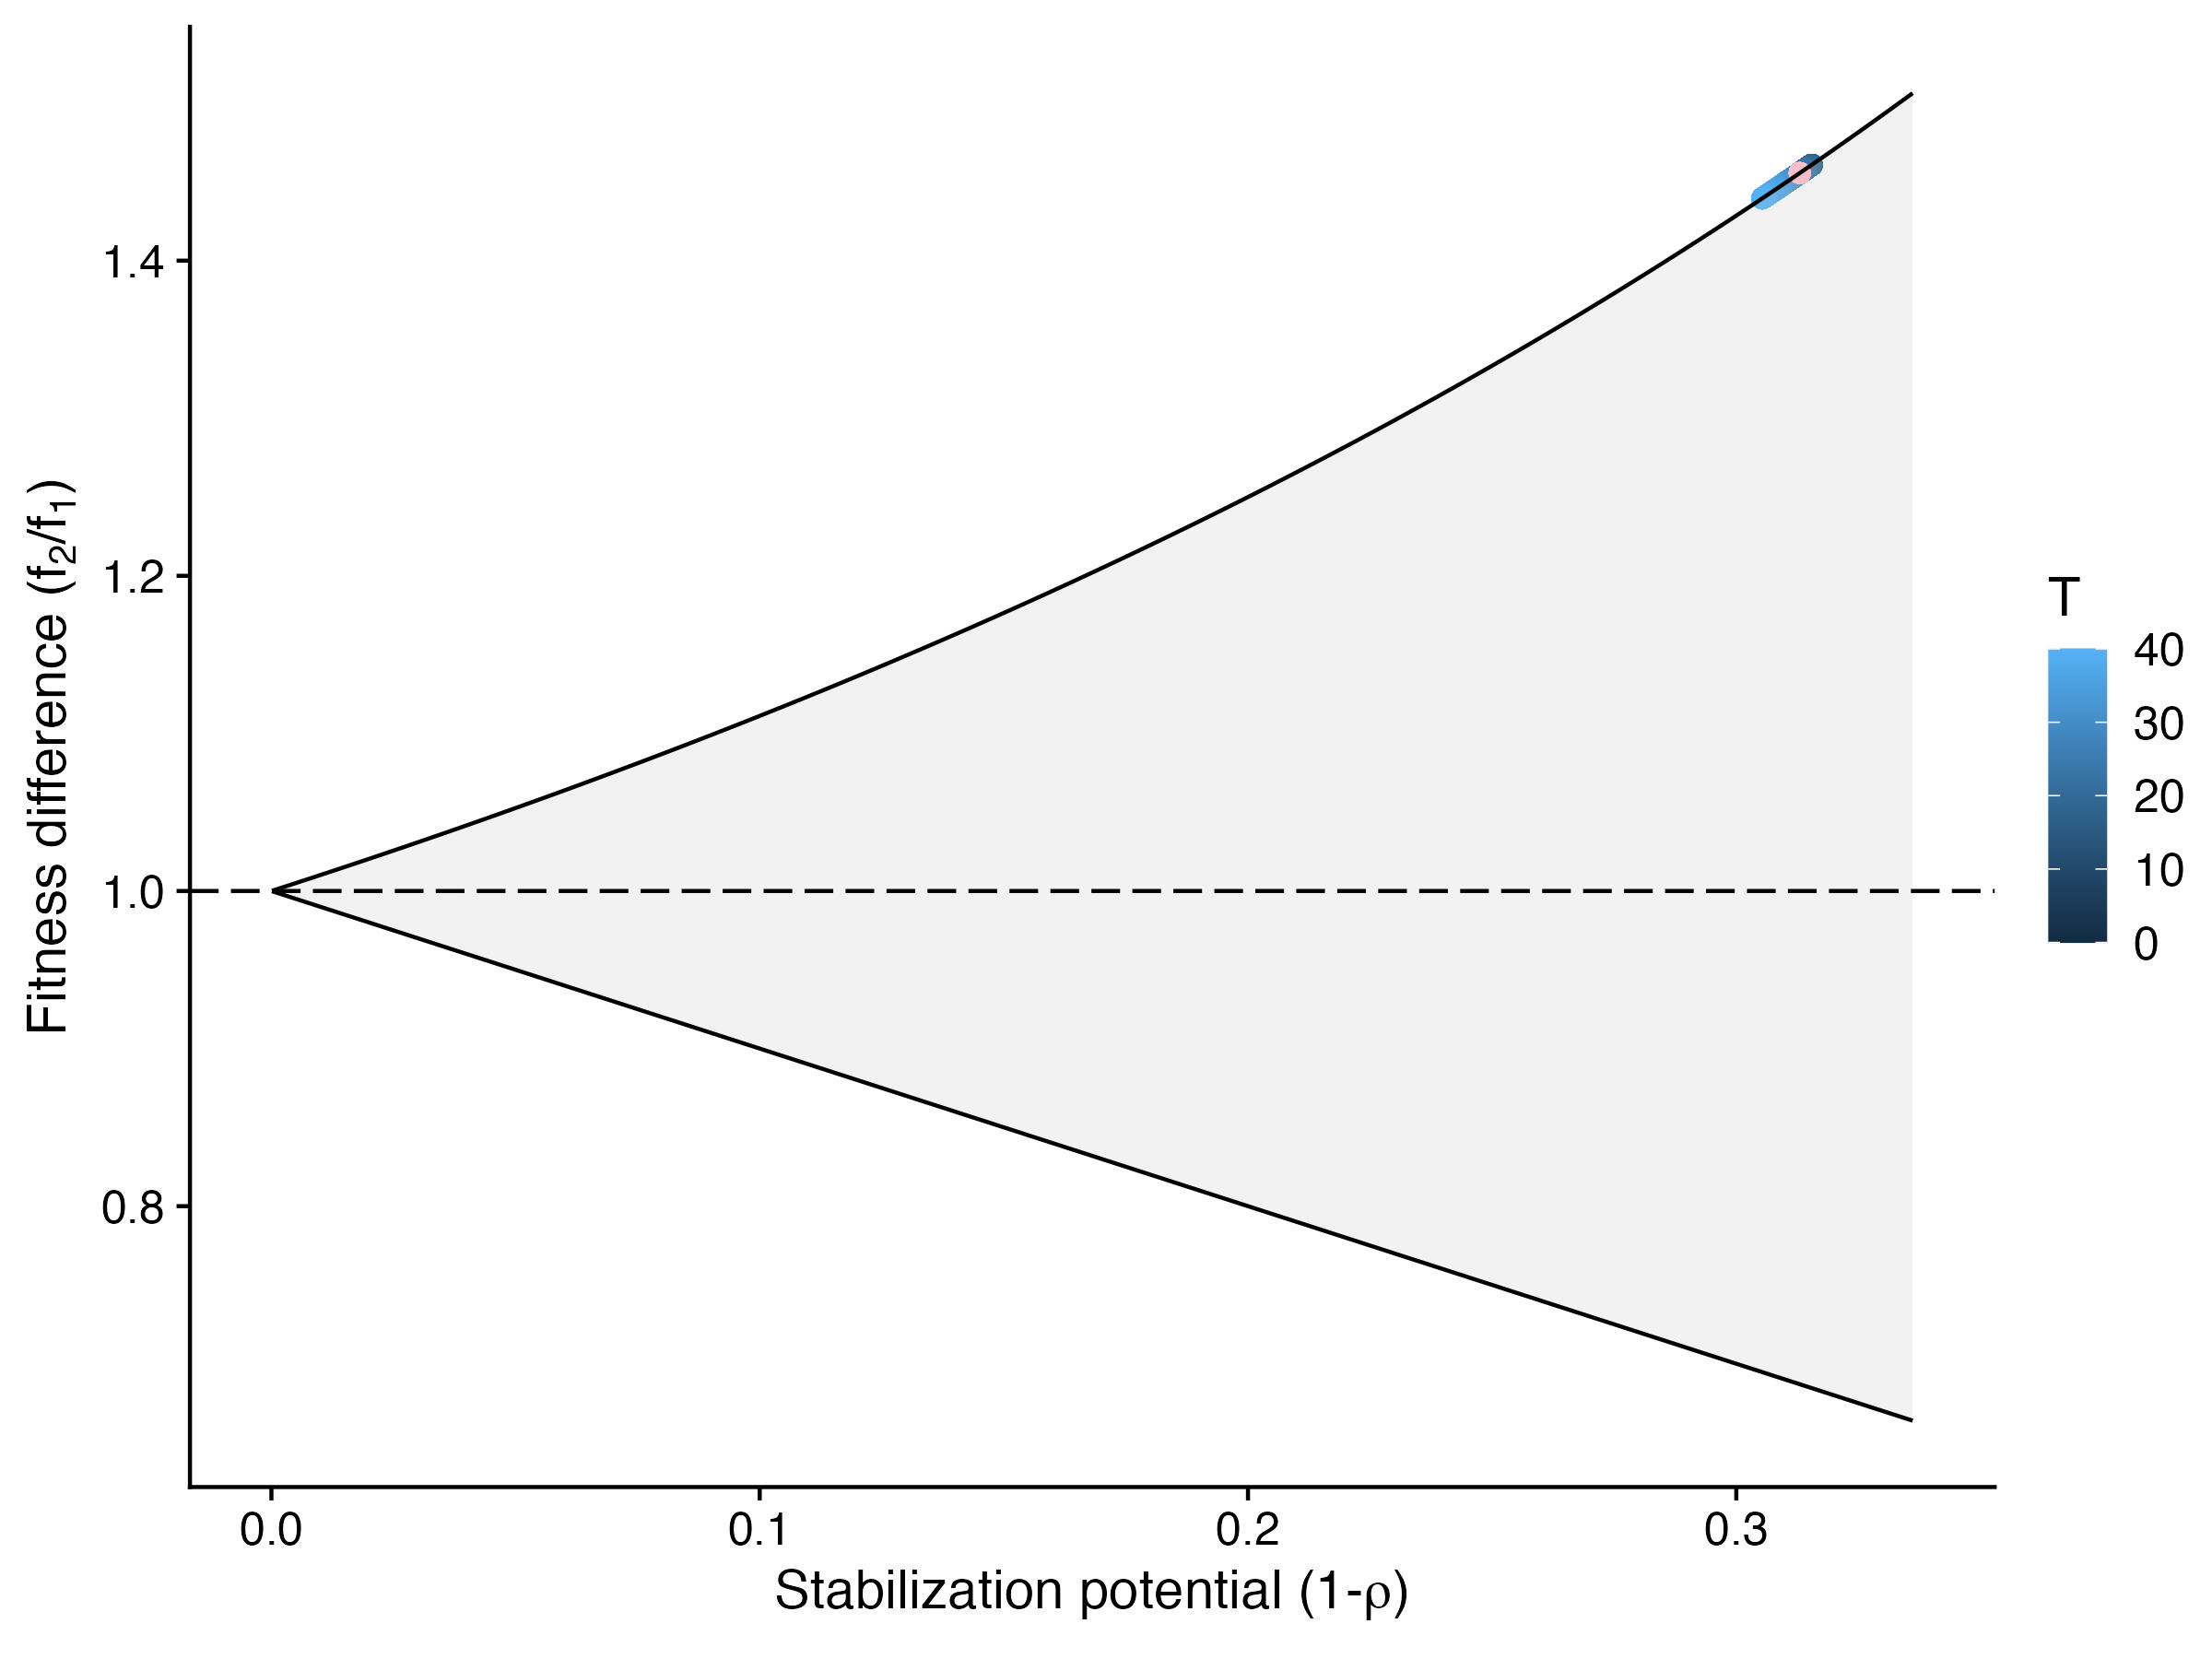 Fitness difference (f₂/f₁)
1.4
1.2
1.0
0.8
0.0 0.1 0.2 0.3
Stabilization potential (1-ρ)
T
40
30
20
10
0